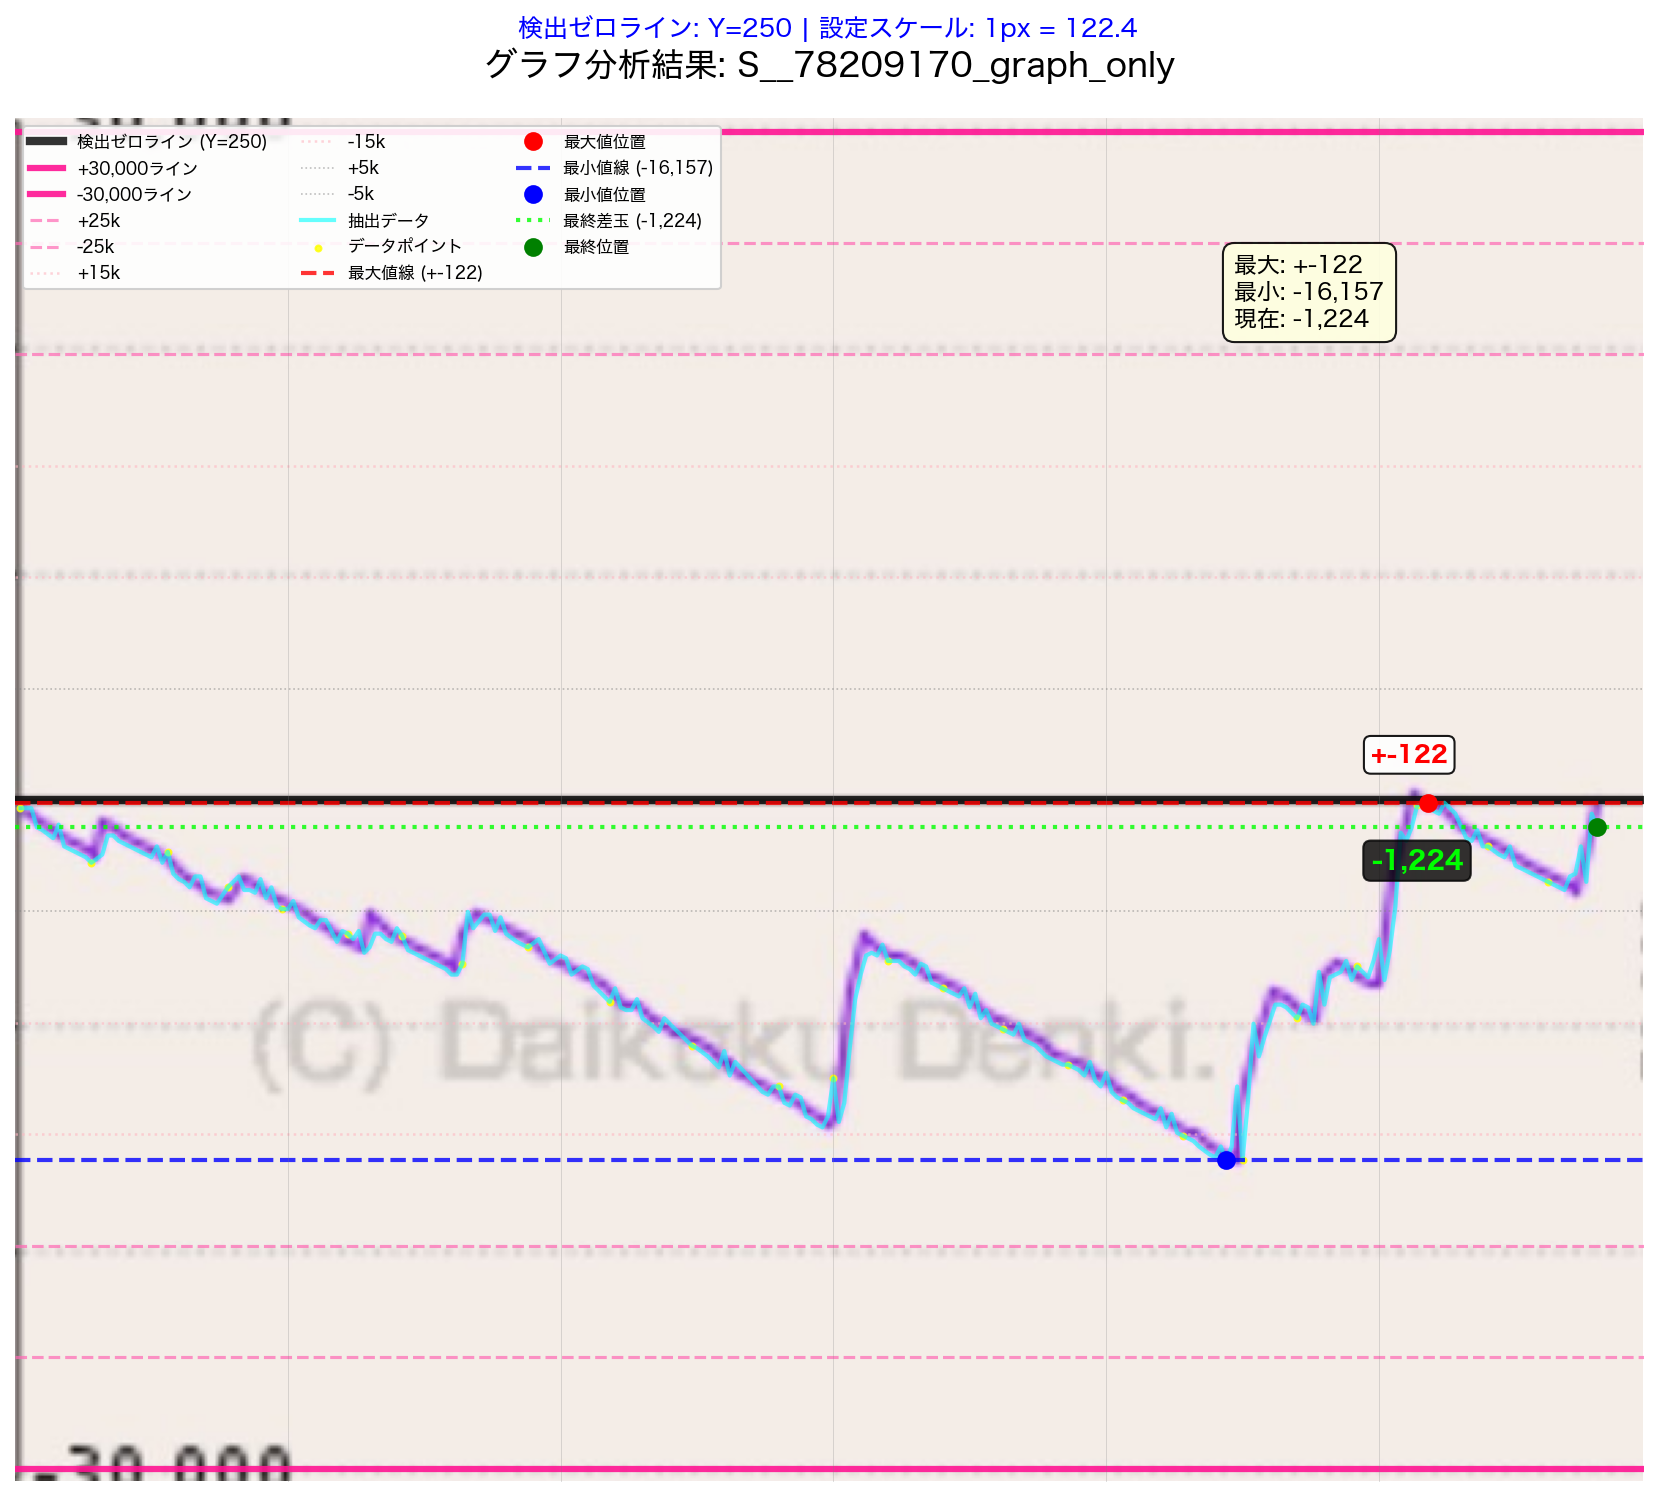 検出ゼロライン: Y=250 | 設定スケール: 1px = 122.4
グラフ分析結果: S__78209170_graph_only
検出ゼロライン (Y=250)
+30,000ライン
-30,000ライン
+25k
-25k
+15k
-15k
+5k
-5k
抽出データ
データポイント
最大値線 (+-122)
最大値位置
最小値線 (-16,157)
最小値位置
最終差玉 (-1,224)
最終位置
最大: +-122
最小: -16,157
現在: -1,224
+-122
-1,224
(C) Daikoku Denki.
-30,000